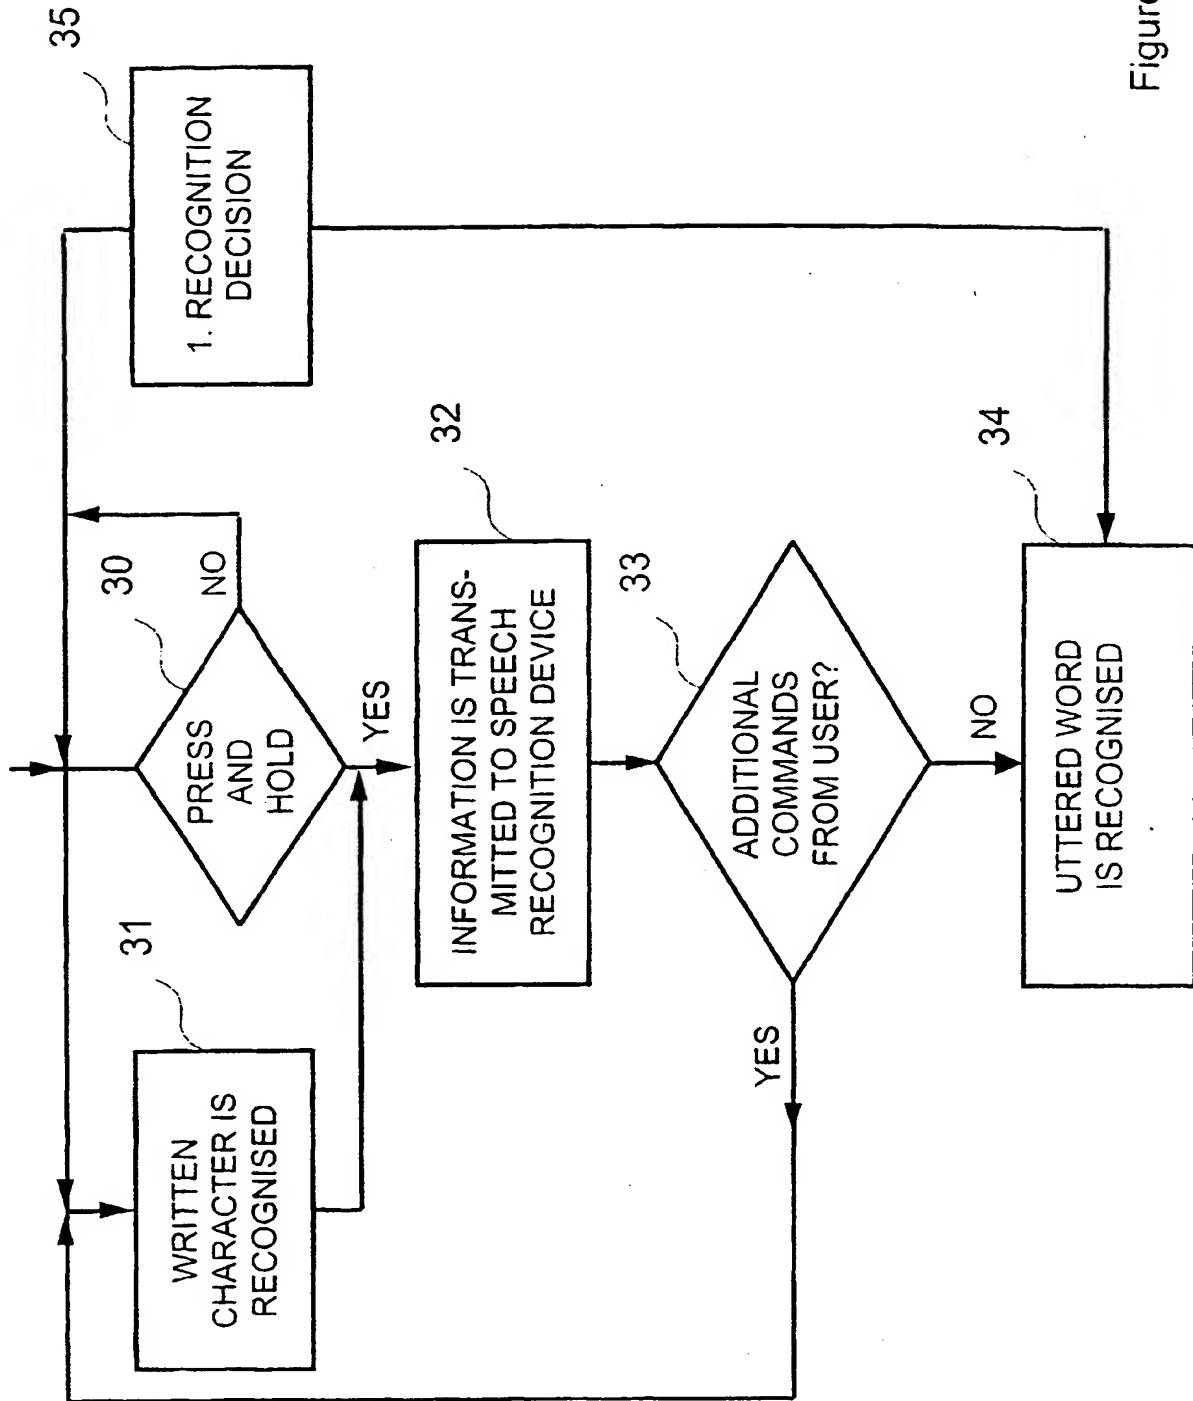 35
1. RECOGNITION
DECISION
30
PRESS
AND
HOLD
NO
YES
31
WRITTEN
CHARACTER IS
RECOGNISED
32
INFORMATION IS TRANS-
MITTED TO SPEECH
RECOGNITION DEVICE
33
ADDITIONAL
COMMANDS
FROM USER?
YES
NO
34
UTTERED WORD
IS RECOGNISED
Figure